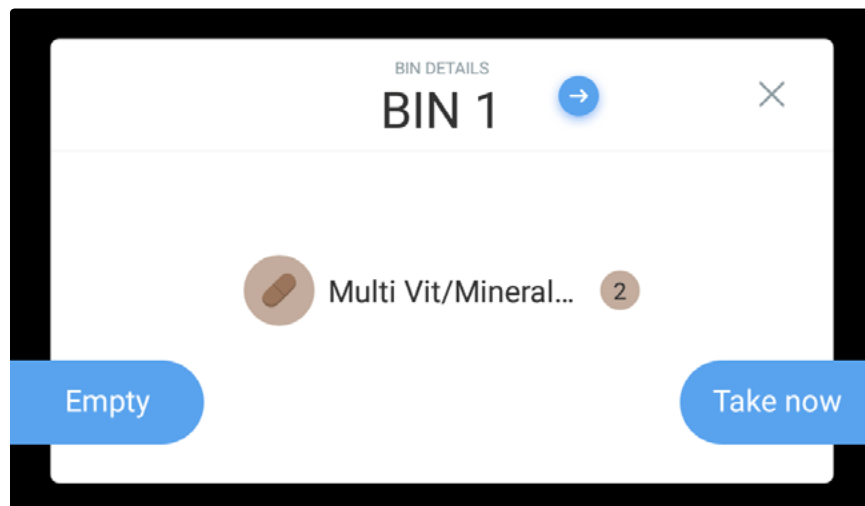 BIN DETAILS
BIN 1
Multi Vit/Mineral... 2
Empty
Take now